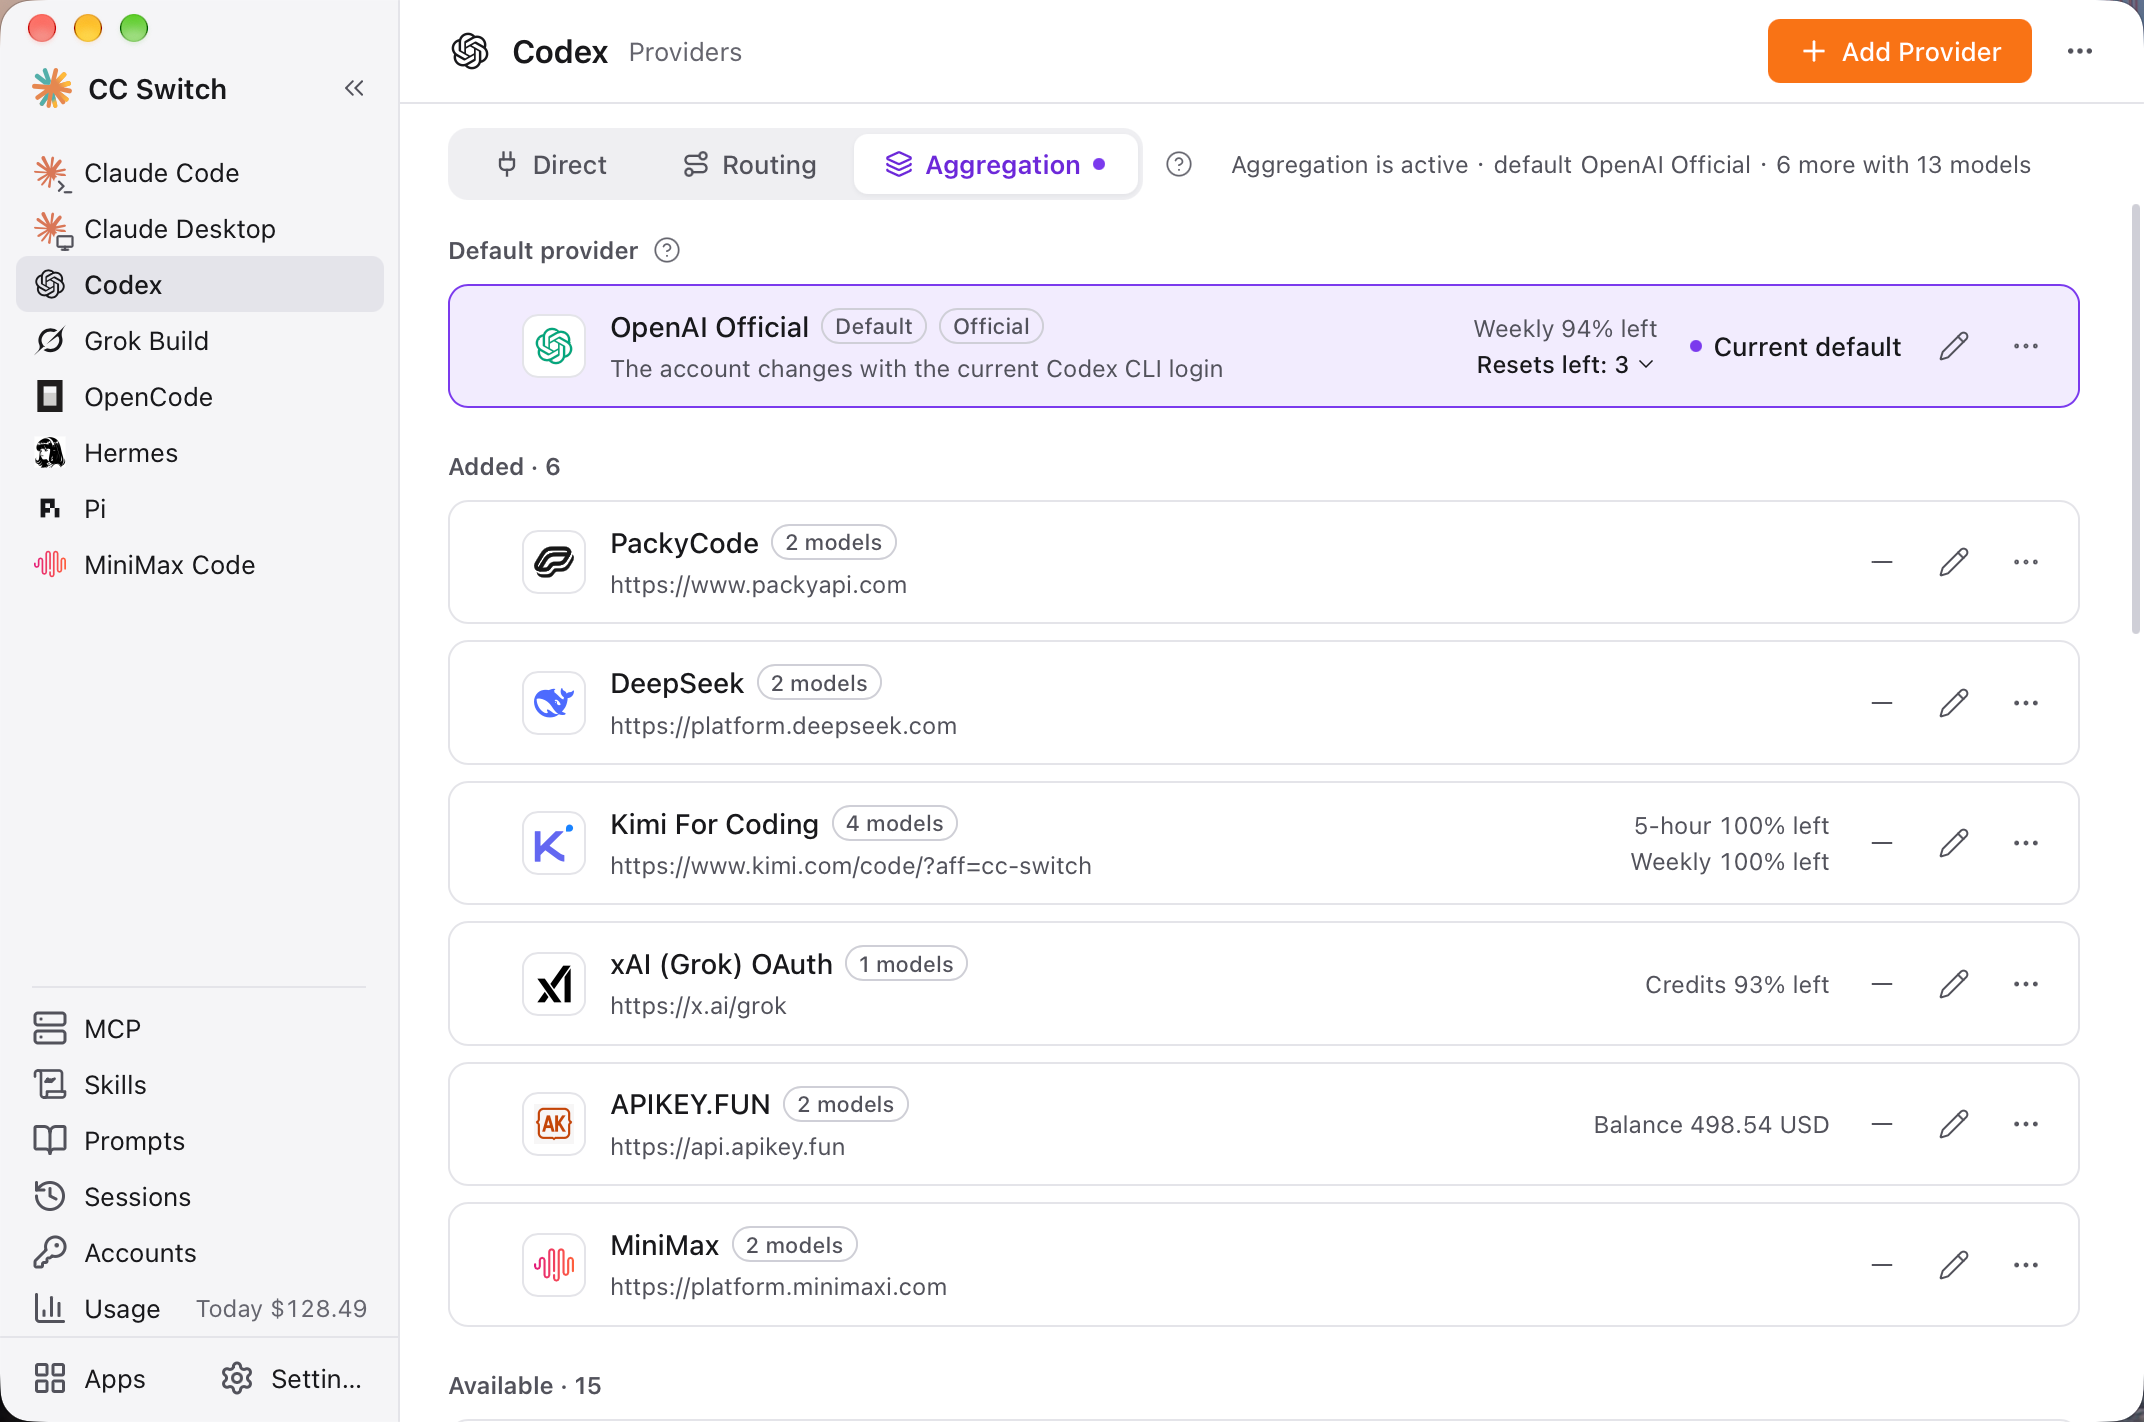 CC Switch
Claude Code
Claude Desktop
Codex
Grok Build
OpenCode
Hermes
Pi
MiniMax Code
MCP
Skills
Prompts
Sessions
Accounts
Usage Today $128.49
Apps Settin...
Codex Providers
+ Add Provider
Direct Routing Aggregation
Aggregation is active · default OpenAI Official · 6 more with 13 models
Default provider
OpenAI Official Default Official
The account changes with the current Codex CLI login
Weekly 94% left
Resets left: 3
Current default
Added · 6
PackyCode 2 models
https://www.packyapi.com
DeepSeek 2 models
https://platform.deepseek.com
Kimi For Coding 4 models
https://www.kimi.com/code/?aff=cc-switch
5-hour 100% left
Weekly 100% left
xAI (Grok) OAuth 1 models
https://x.ai/grok
Credits 93% left
AK
APIKEY.FUN 2 models
https://api.apikey.fun
Balance 498.54 USD
MiniMax 2 models
https://platform.minimaxi.com
Available · 15